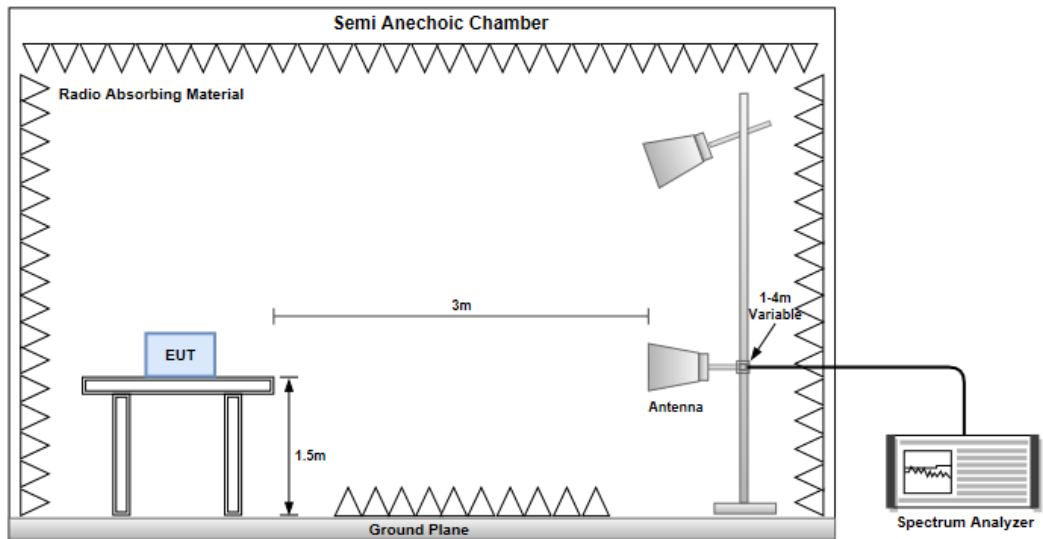 Semi Anechoic Chamber
Radio Absorbing Material
3m
1-4m
Variable
EUT
Antenna
1.5m
Ground Plane
Spectrum Analyzer